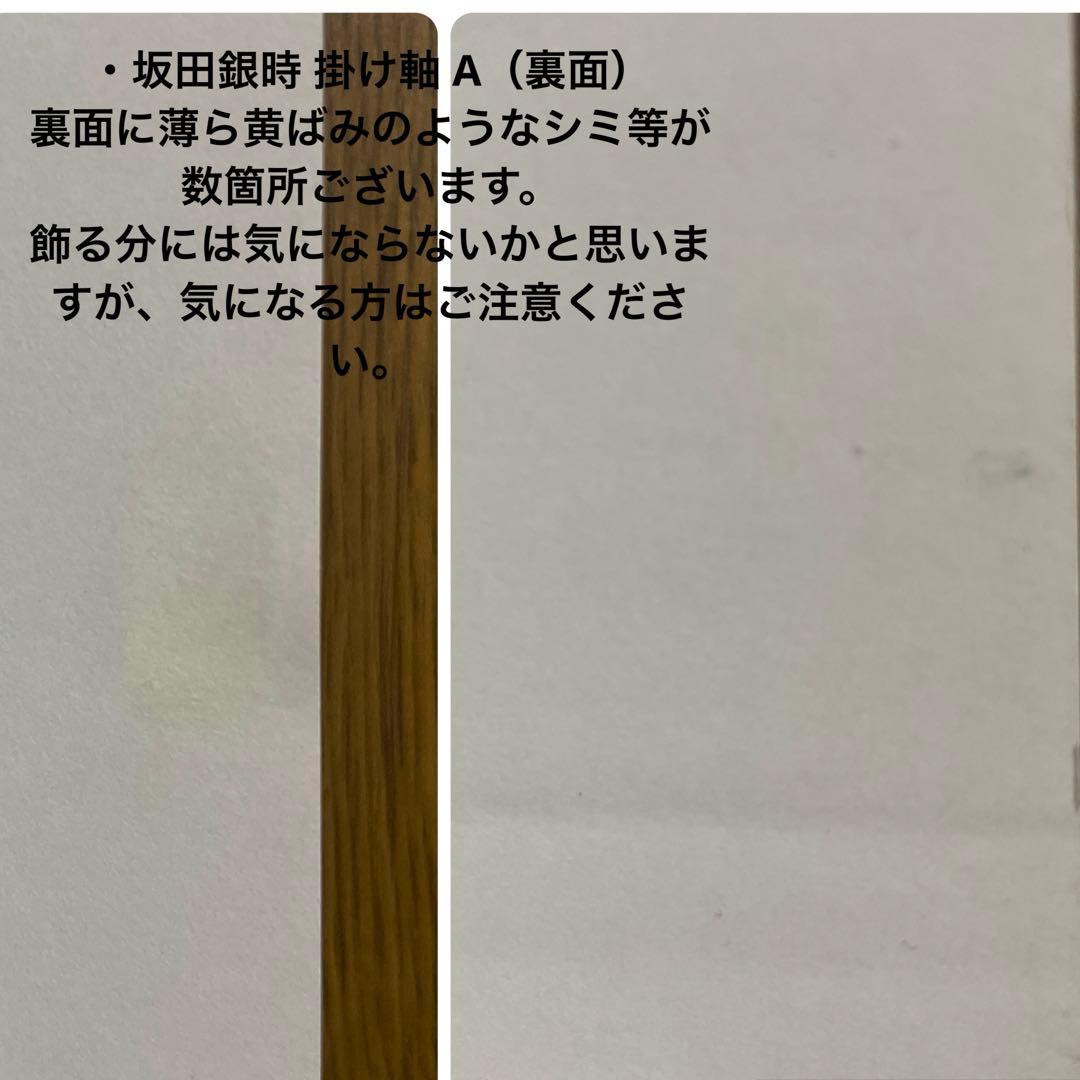 ・坂田銀時 掛け軸 A（裏面）
裏面に薄ら黄ばみのようなシミ等が
数箇所ございます。
飾る分には気にならないかと思いま
すが、気になる方はご注意くださ
い。